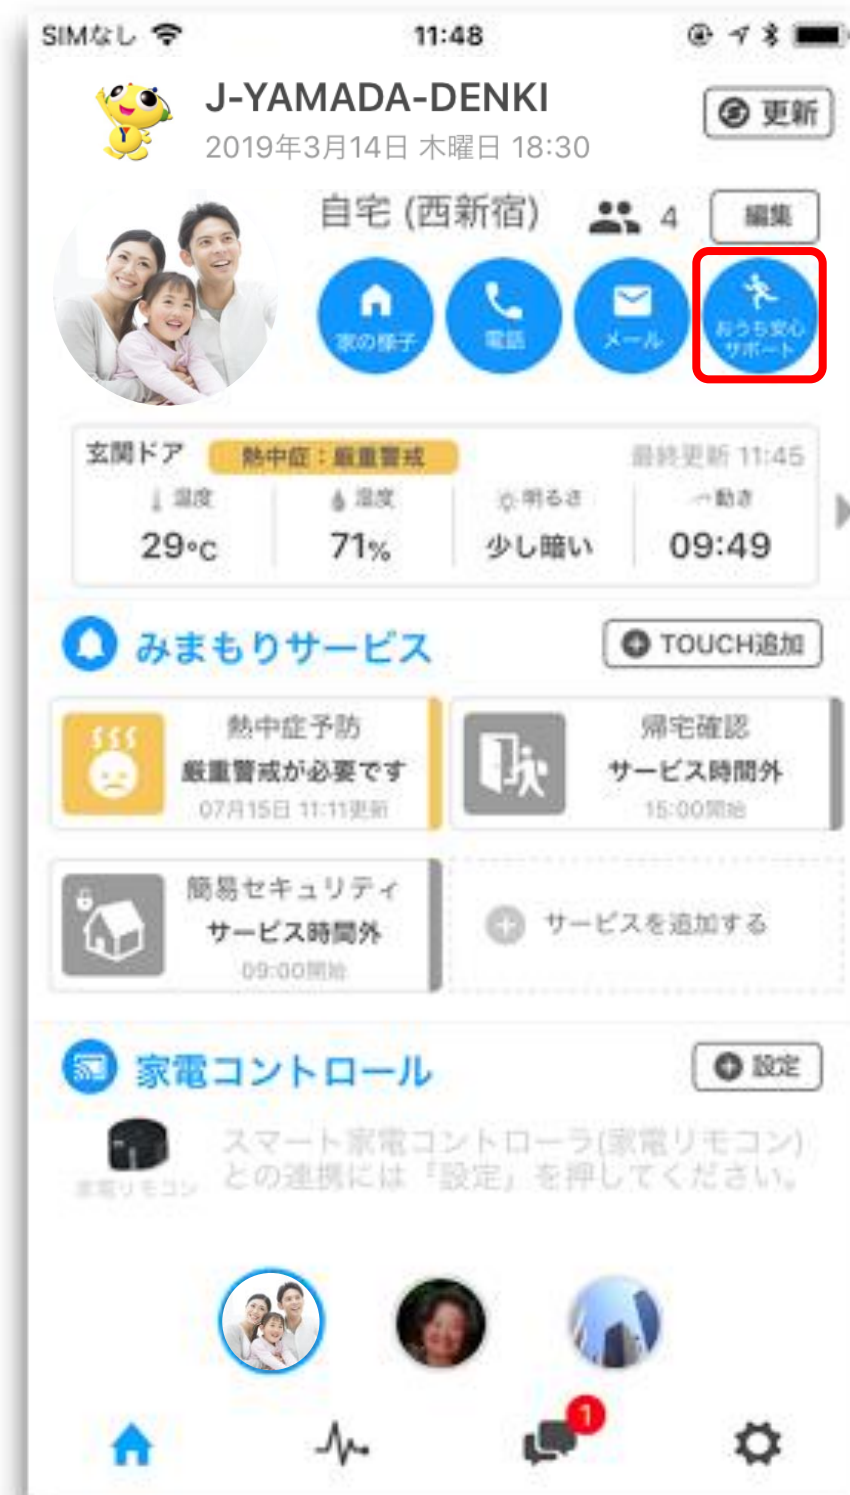 SIMなし 11:48
J-YAMADA-DENKI
2019年3月14日 木曜日 18:30
更新
自宅 (西新宿) 4 編集
家の様子 電話 メール おうち安心
サポート
玄関ドア 熱中症:厳重警戒 最終更新 11:45
温度 湿度 明るさ 動き
29°C 71% 少し暗い 09:49
みまもりサービス TOUCH追加
熱中症予防
厳重警戒が必要です
07月15日 11:11更新
帰宅確認
サービス時間外
15:00開始
簡易セキュリティ
サービス時間外
09:00開始
サービスを追加する
家電コントロール 設定
家電リモコン
スマート家電コントローラ(家電リモコン)
との連携には「設定」を押してください。
1